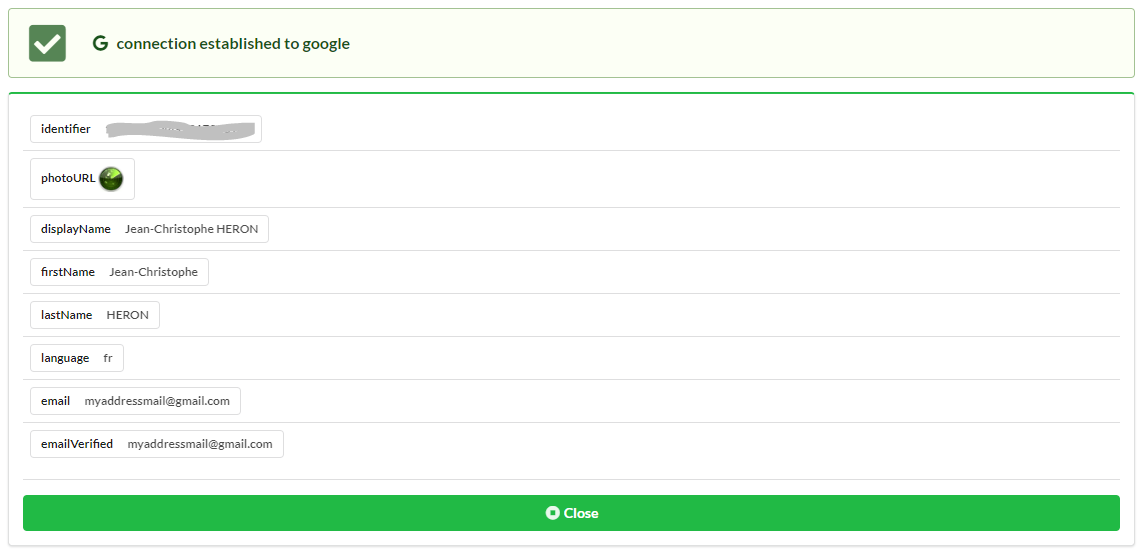 connection established to google
identifier
photoURL
displayName Jean-Christophe HERON
firstName Jean-Christophe
lastName HERON
language fr
email myaddressmail@gmail.com
emailVerified myaddressmail@gmail.com
Close